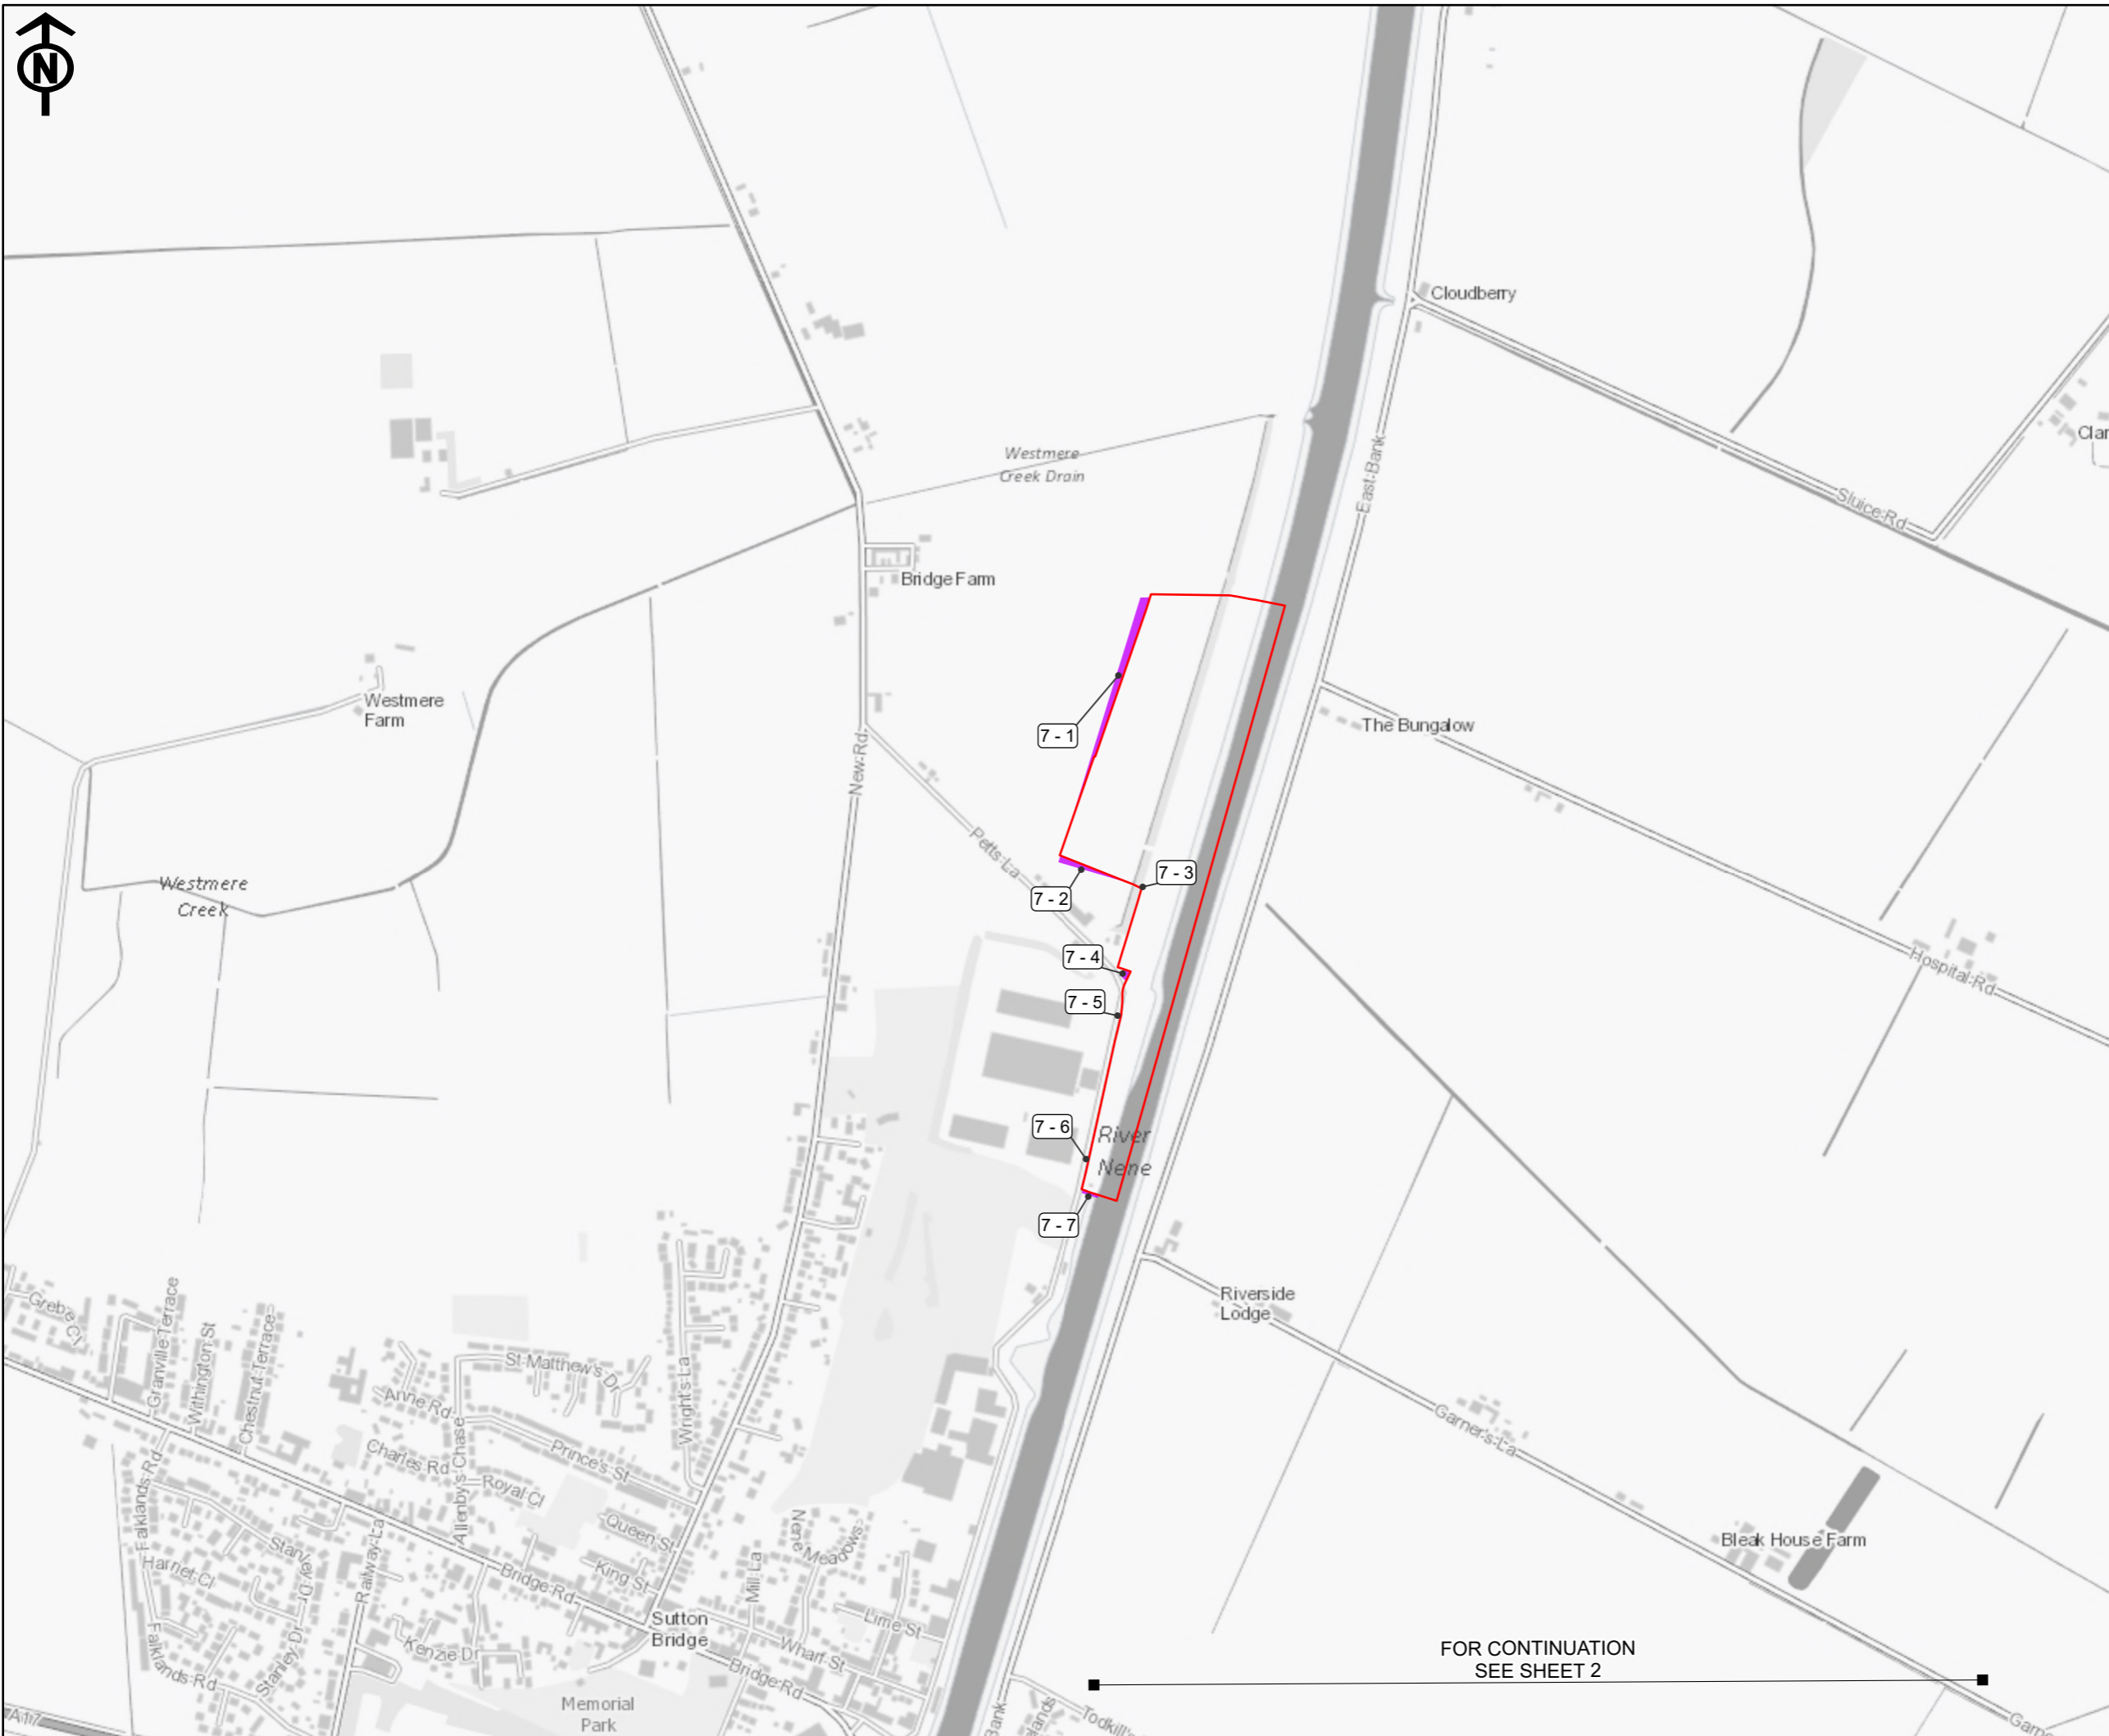 N
Cloudberry
Clar
Westmere
Creek Drain
East Bank
Sluice Rd
Bridge Farm
Westmere
Farm
7 - 1
The Bungalow
New Rd
Petts La
7 - 3
7 - 2
Westmere
Creek
7 - 4
Hospital Rd
7 - 5
7 - 6
River
Nene
7 - 7
Riverside
Lodge
Grebe Cl
Granville Terrace
Withington St
Chestnut Terrace
St Matthew's Dr
Anne Rd
Wright's La
Allenby's Chase
Prince's St
Charles Rd
Royal Cl
Garner's La
Falklands Rd
Queen St
Nene
Meadows
Bleak House Farm
Stanley Dr
Harriet Cl
Railway La
King St
Bridge Rd
Mill La
Sutton
Bridge
Lime St
Falklands Rd
Stanley Dr
Kenzie Dr
Wharf St
Bridge Rd
FOR CONTINUATION
SEE SHEET 2
Memorial
Park
A17
Bank
lands
Todkill's
Garne